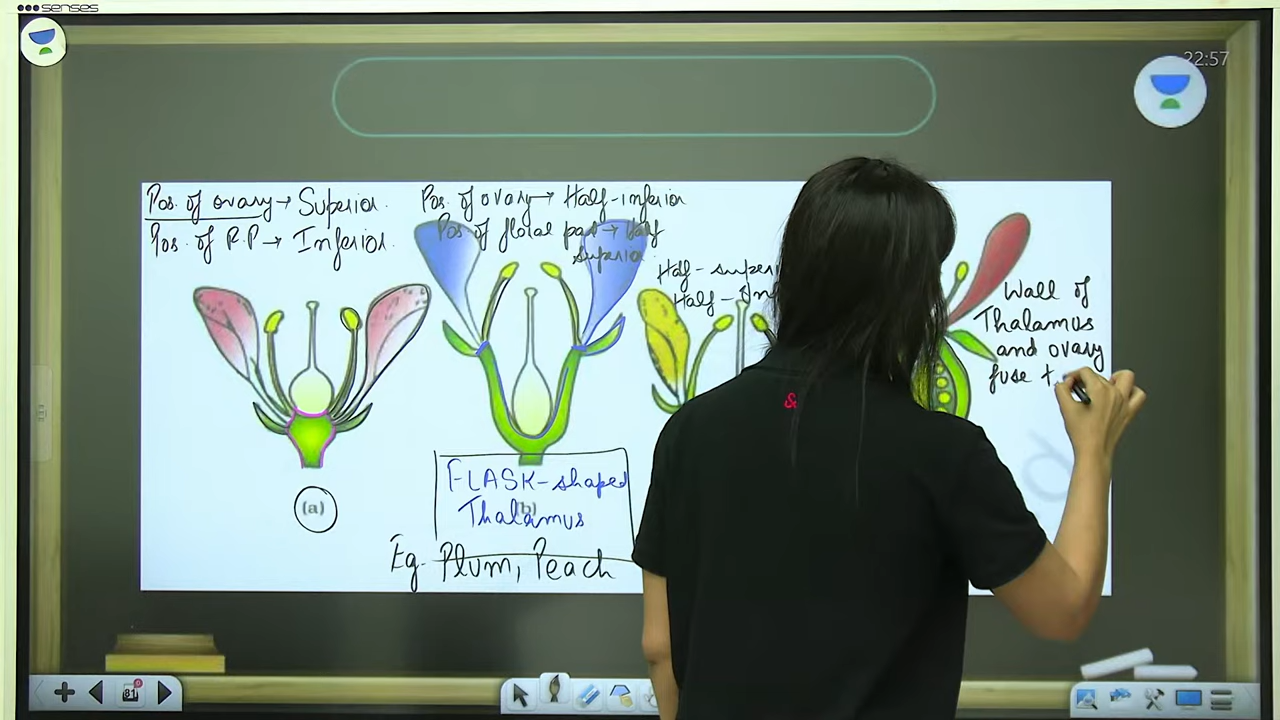 senses
22:57
Pos. of ovary → Superior.
Pos. of R.P → Inferior.
Pos. of ovary → Half-inferior
Pos of floral part → Half
superior.
Half-superi
Half-Inf
Wall of
Thalamus
and ovary
fuse t
(a)
FLASK-shaped
Thalamus
(b)
Eg. Plum, Peach
81